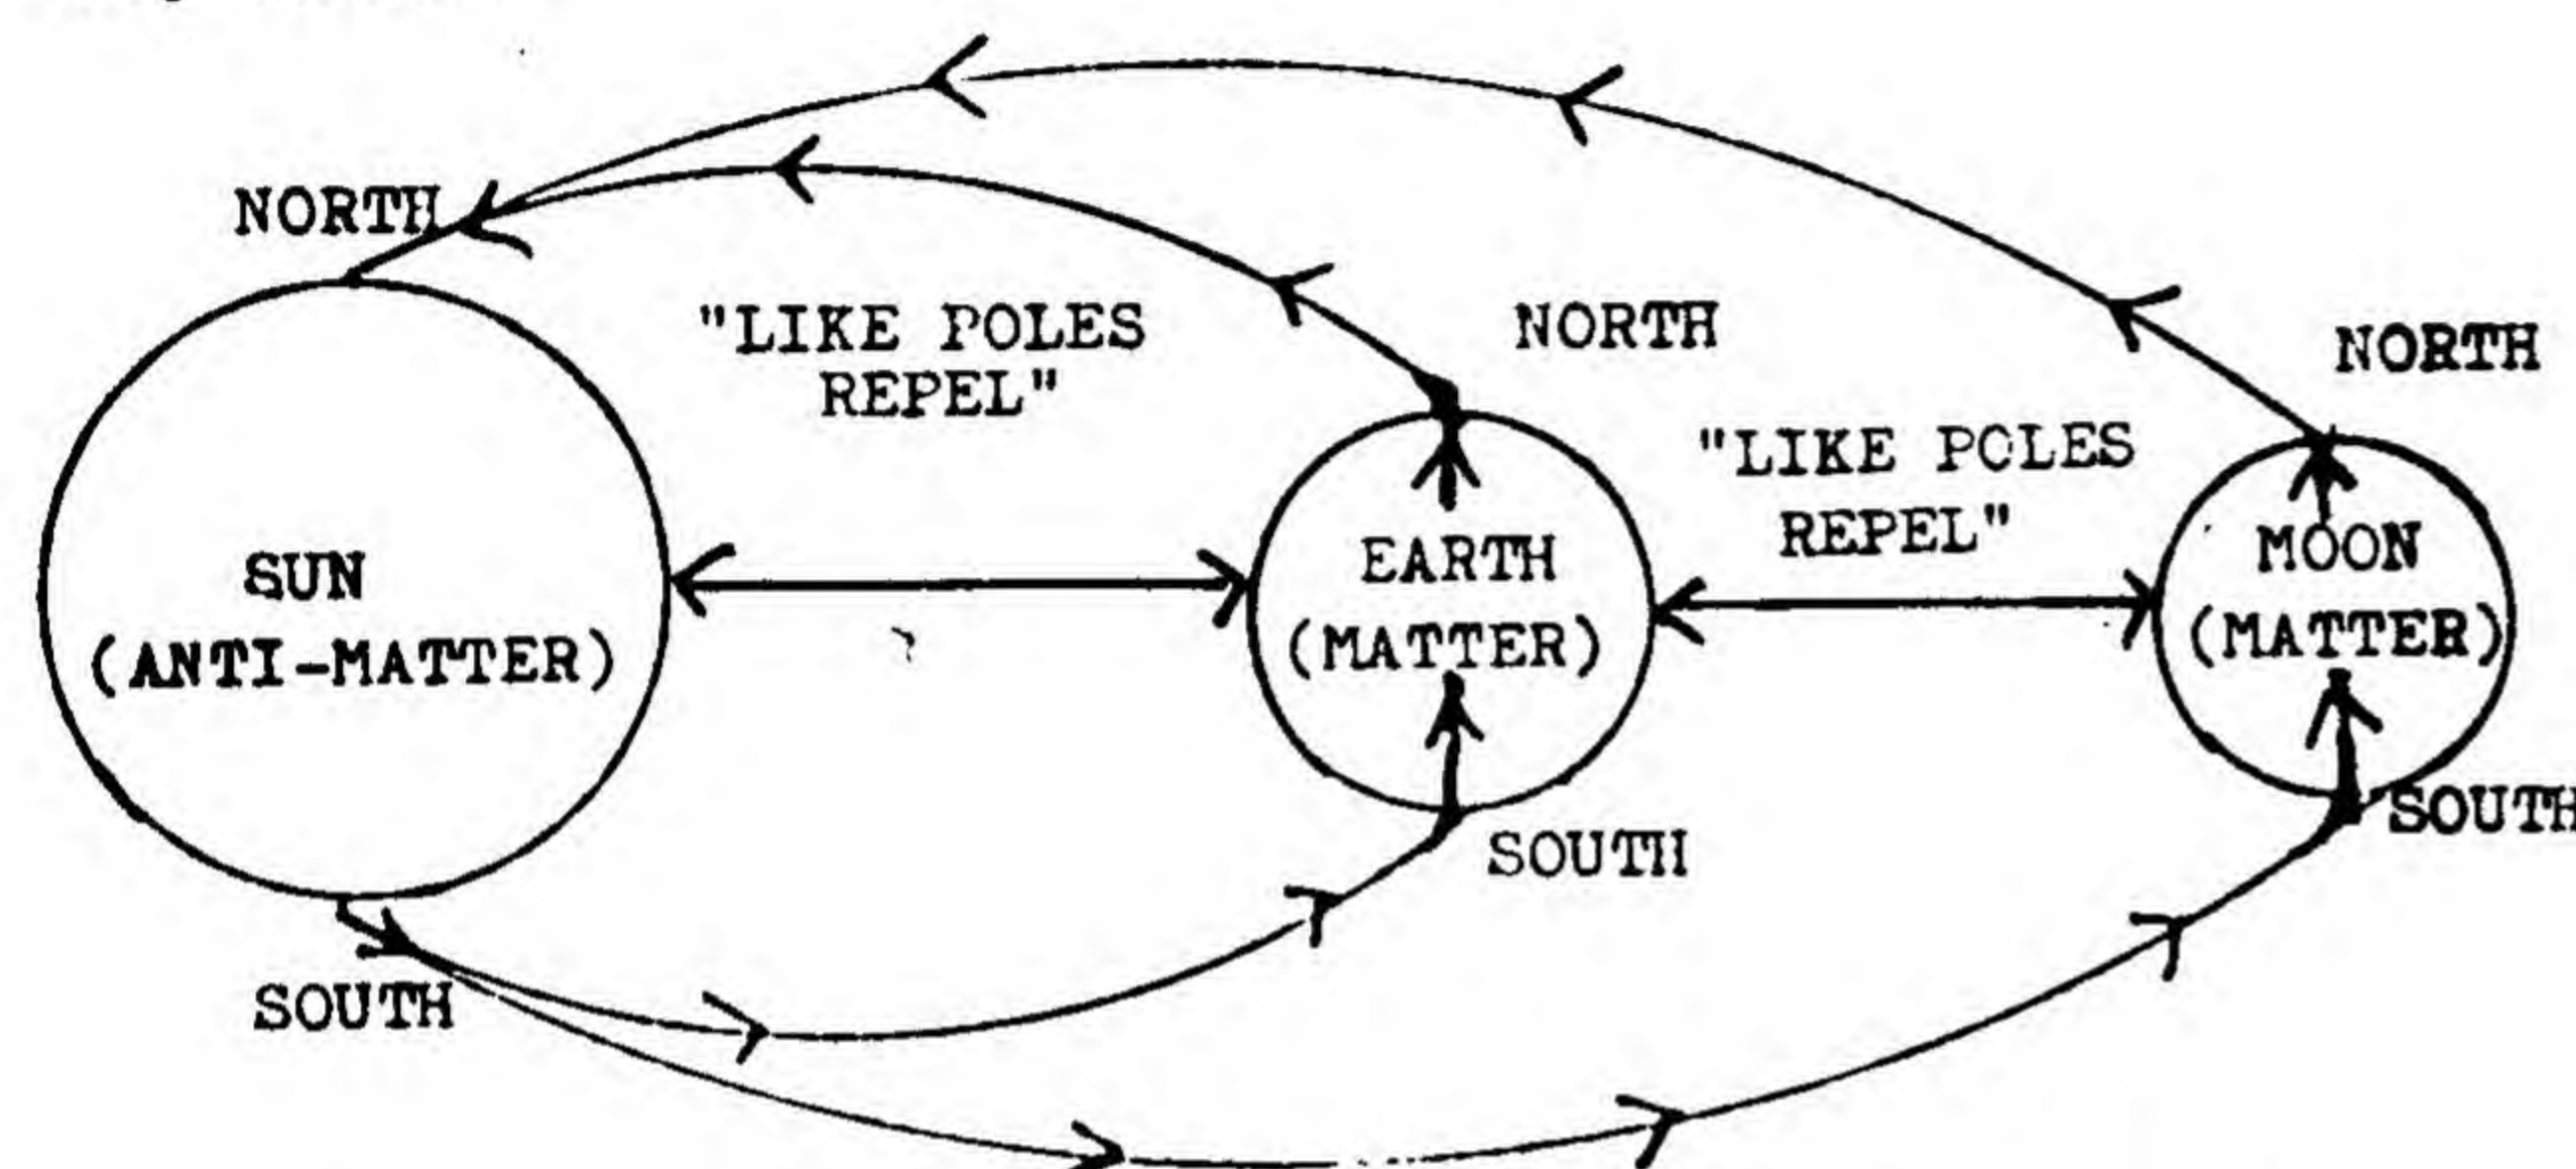 NORTH
"LIKE POLES
REPEL"
NORTH
NORTH
"LIKE POLES
REPEL"
SUN
(ANTI-MATTER)
EARTH
(MATTER)
MOON
(MATTER)
SOUTH
SOUTH
SOUTH